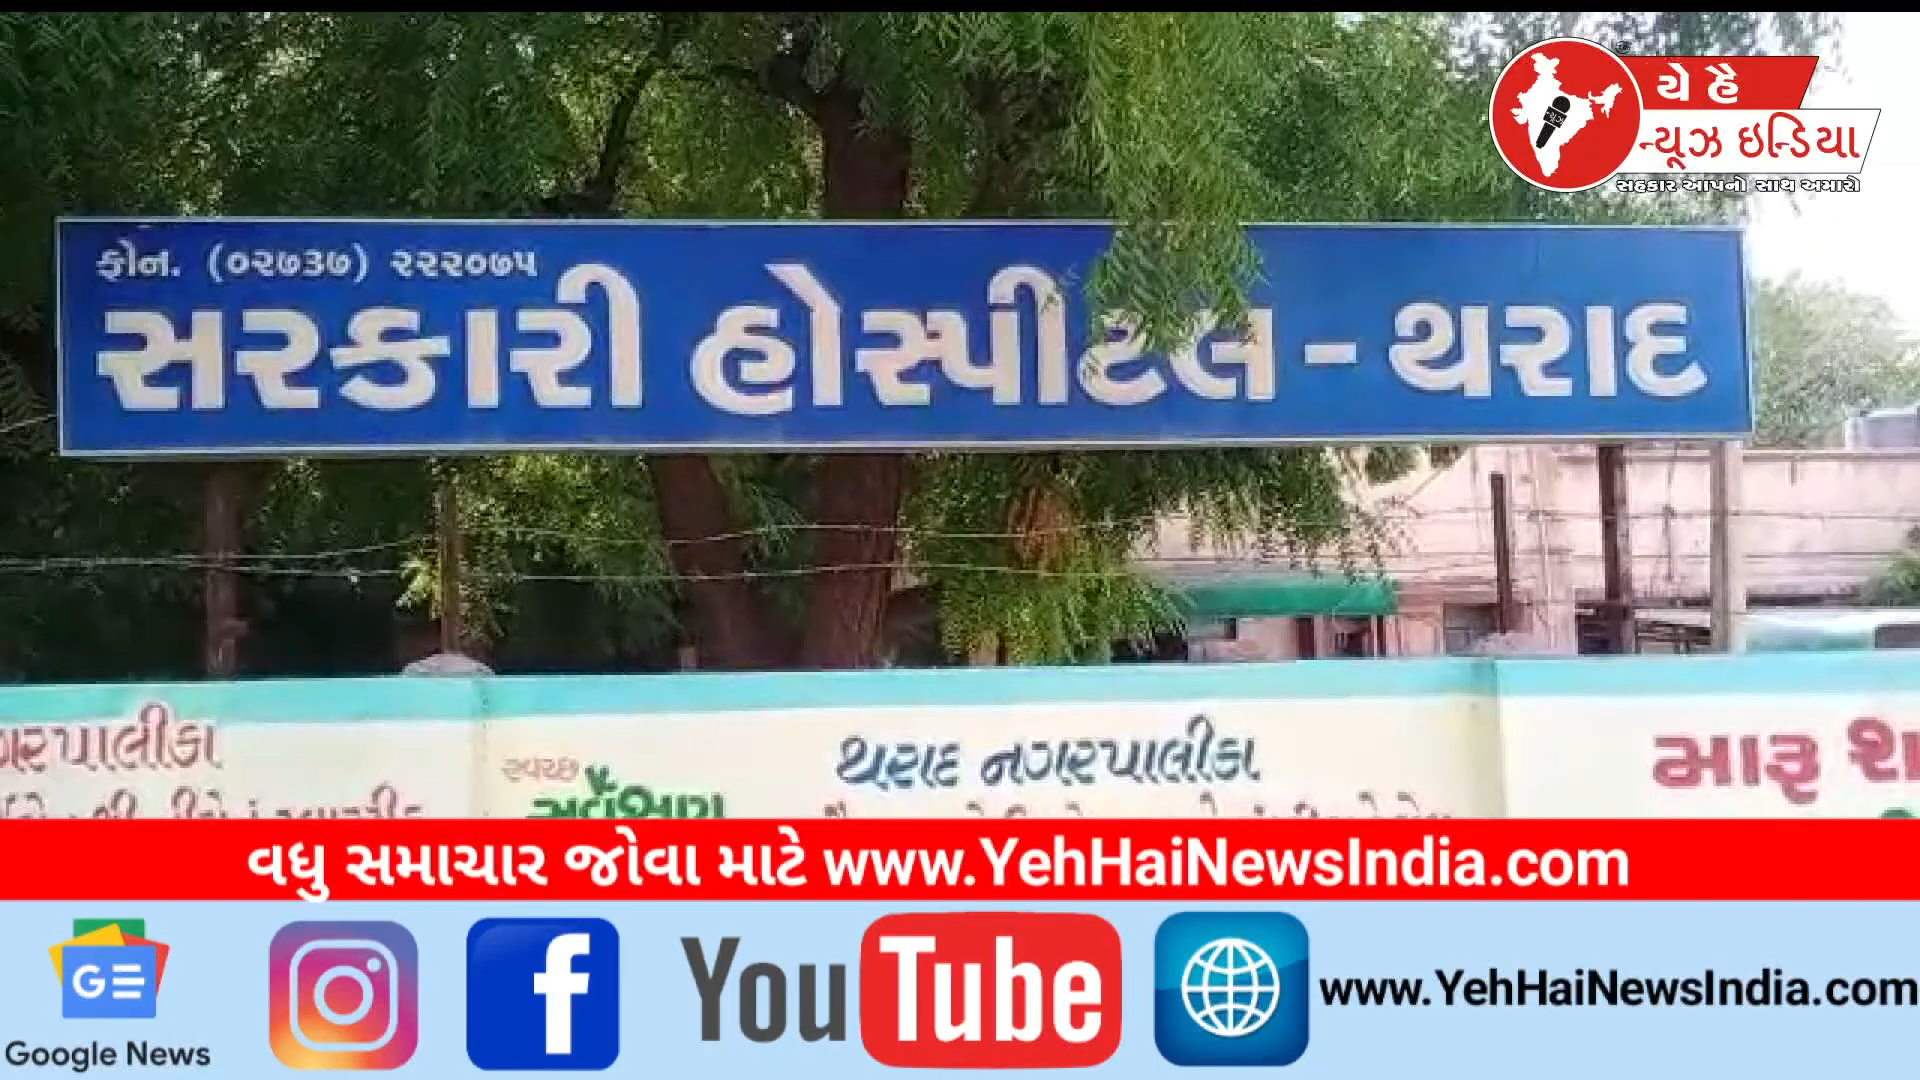 યે હૈ
ન્યૂઝ ઇન્ડિયા
સહકાર આપનો સાથ અમારો
ફોન. (૦૨૭૩૭) ૨૨૨૦૭૫
સરકારી હોસ્પીટલ - થરાદ
થરાદ નગરપાલીકા
સ્વચ્છ
મારૂ
વધુ સમાચાર જોવા માટે www.YehHaiNewsIndia.com
Google News
YouTube
www.YehHaiNewsIndia.com